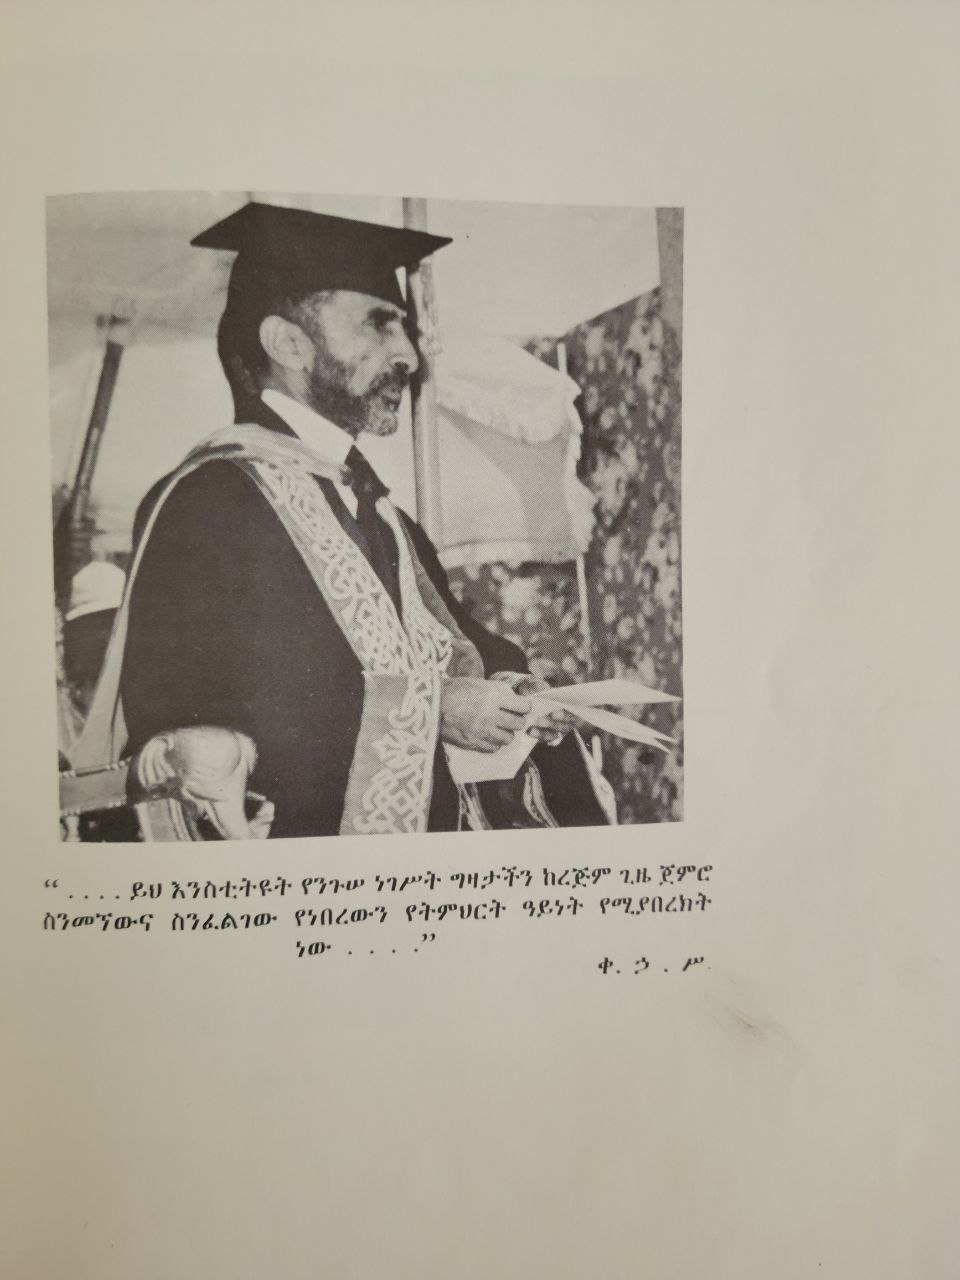 “ . . . . ይህ እንስቲትዩት የንጉሠ ነገሥት ግዛታችን ከረጅም ጊዜ ጀምሮ
ስንመኘውና ስንፈልገው የነበረውን የትምህርት ዓይነት የሚያበረክት
ነው . . . .”
ቀ. ኃ . ሥ.